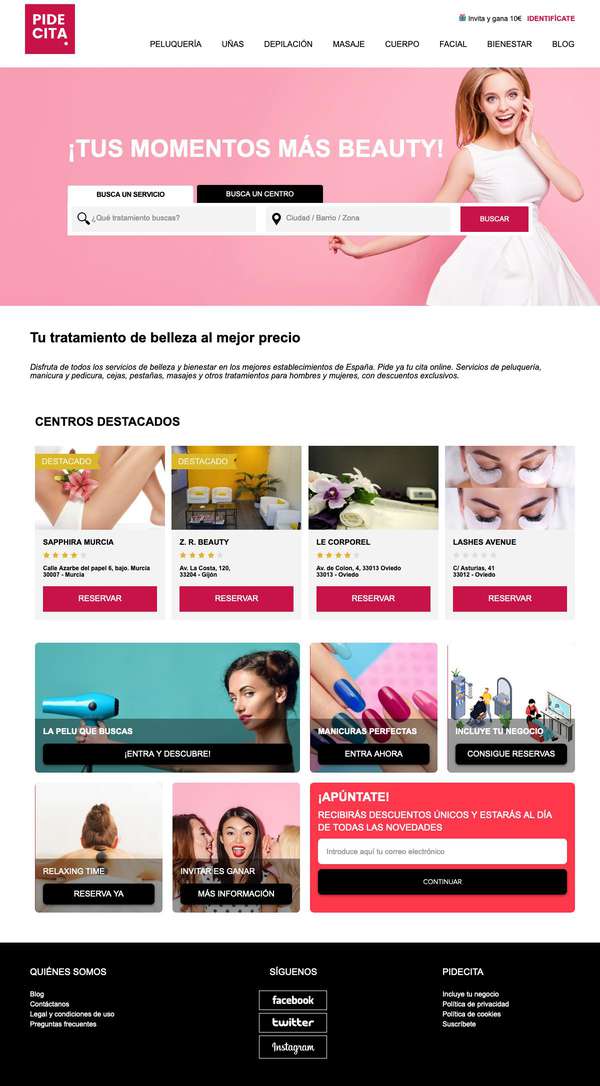 PIDE
CITA
Invita y gana 10€ IDENTIFÍCATE
PELUQUERÍA UÑAS DEPILACIÓN MASAJE CUERPO FACIAL BIENESTAR BLOG
¡TUS MOMENTOS MÁS BEAUTY!
BUSCA UN SERVICIO BUSCA UN CENTRO
¿Qué tratamiento buscas? Ciudad / Barrio / Zona BUSCAR
Tu tratamiento de belleza al mejor precio
Disfruta de todos los servicios de belleza y bienestar en los mejores establecimientos de España. Pide ya tu cita online. Servicios de peluquería,
manicura y pedicura, cejas, pestañas, masajes y otros tratamientos para hombres y mujeres, con descuentos exclusivos.
CENTROS DESTACADOS
DESTACADO DESTACADO
SAPPHIRA MURCIA
Calle Azarbe del papel 6, bajo. Murcia
30007 - Murcia
RESERVAR
Z. R. BEAUTY
Av. La Costa, 120,
33204 - Gijón
RESERVAR
LE CORPOREL
Av. de Colon, 4, 33013 Oviedo
33013 - Oviedo
RESERVAR
LASHES AVENUE
C/ Asturias, 41
33012 - Oviedo
RESERVAR
LA PELU QUE BUSCAS
¡ENTRA Y DESCUBRE!
MANICURAS PERFECTAS
ENTRA AHORA
INCLUYE TU NEGOCIO
CONSIGUE RESERVAS
RELAXING TIME
RESERVA YA
INVITAR ES GANAR
MÁS INFORMACIÓN
¡APÚNTATE!
RECIBIRÁS DESCUENTOS ÚNICOS Y ESTARÁS AL DÍA
DE TODAS LAS NOVEDADES
Introduce aquí tu correo electrónico
CONTINUAR
QUIÉNES SOMOS
Blog
Contáctanos
Legal y condiciones de uso
Preguntas frecuentes
SÍGUENOS
facebook
twitter
Instagram
PIDECITA
Incluye tu negocio
Política de privacidad
Política de cookies
Suscríbete